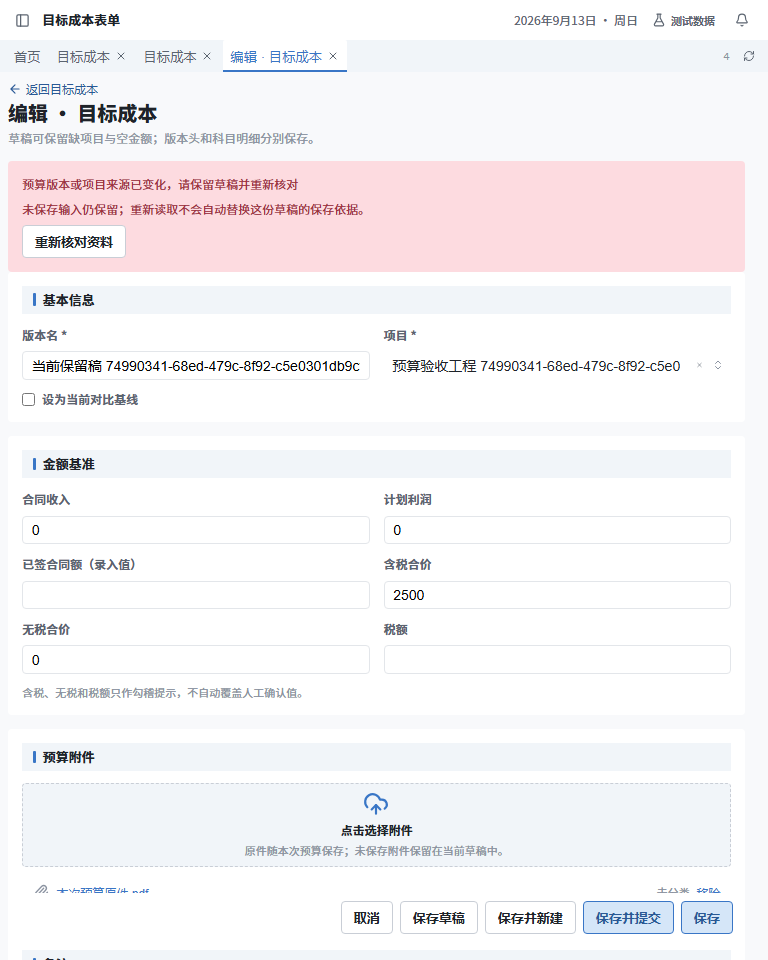 目标成本表单
2026年9月13日 · 周日
测试数据
首页
目标成本 ×
目标成本 ×
编辑 · 目标成本 ×
4
← 返回目标成本
编辑 · 目标成本
草稿可保留缺项目与空金额；版本头和科目明细分别保存。
预算版本或项目来源已变化，请保留草稿并重新核对
未保存输入仍保留；重新读取不会自动替换这份草稿的保存依据。
重新核对资料
基本信息
版本名 *
项目 *
当前保留稿 74990341-68ed-479c-8f92-c5e0301db9c
预算验收工程 74990341-68ed-479c-8f92-c5e0
×
设为当前对比基线
金额基准
合同收入
计划利润
0
0
已签合同额（录入值）
含税合价
2500
无税合价
税额
0
含税、无税和税额只作勾稽提示，不自动覆盖人工确认值。
预算附件
点击选择附件
原件随本次预算保存；未保存附件保留在当前草稿中。
本次预算原件.pdf
未分类 移除
取消
保存草稿
保存并新建
保存并提交
保存